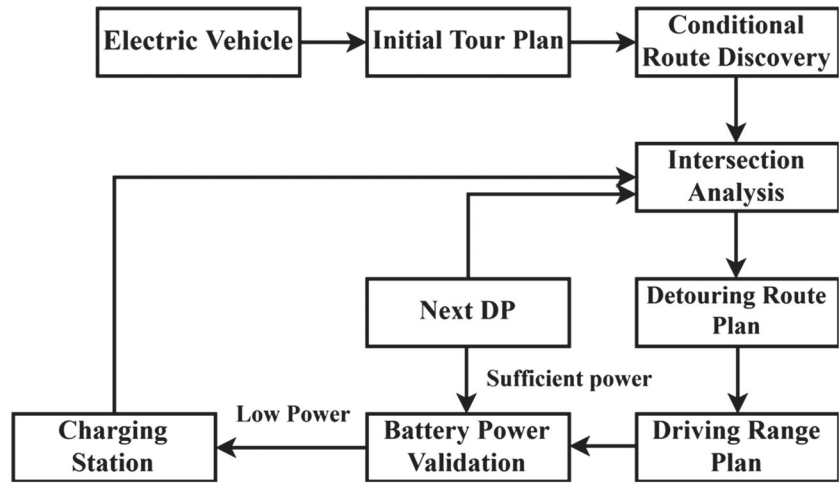 Electric Vehicle
Initial Tour Plan
Conditional
Route Discovery
Intersection
Analysis
Next DP
Detouring Route
Plan
Sufficient power
Low Power
Charging
Station
Battery Power
Validation
Driving Range
Plan